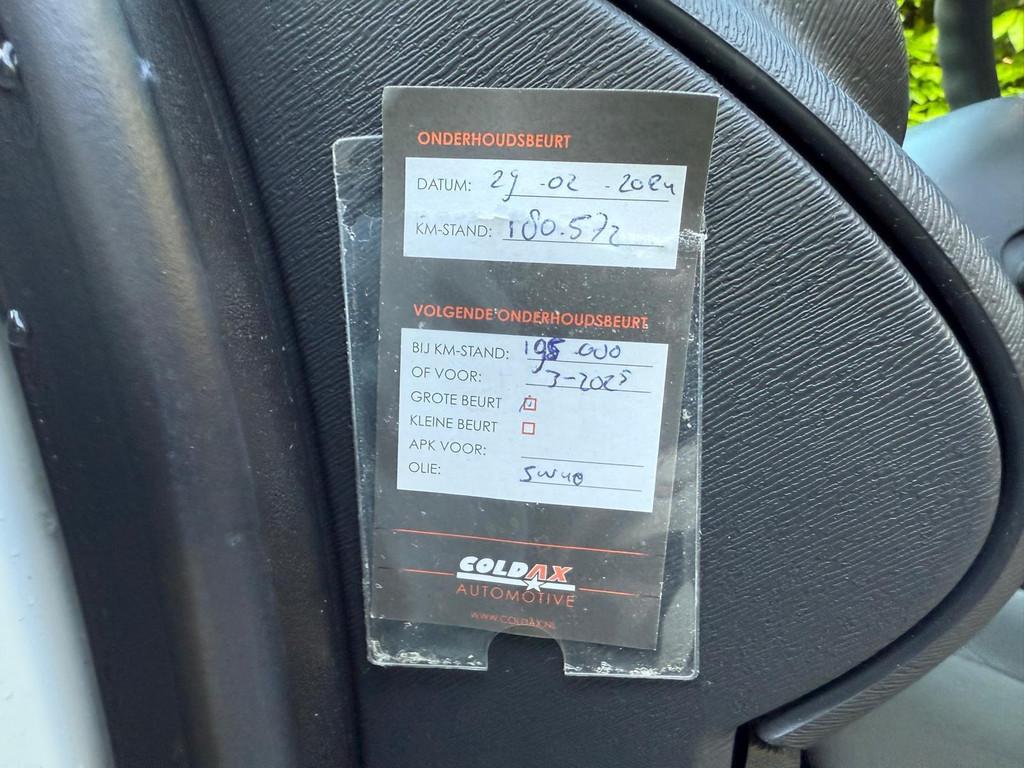 ONDERHOUDSBEURT
DATUM: 29 -02 -2024
KM-STAND: 180.572
VOLGENDE ONDERHOUDSBEURT
BIJ KM-STAND: 195.000
OF VOOR: 3-2025
GROTE BEURT
KLEINE BEURT
APK VOOR:
OLIE: 5w40
COLDAX
AUTOMOTIVE
WWW.COLDAX.NL